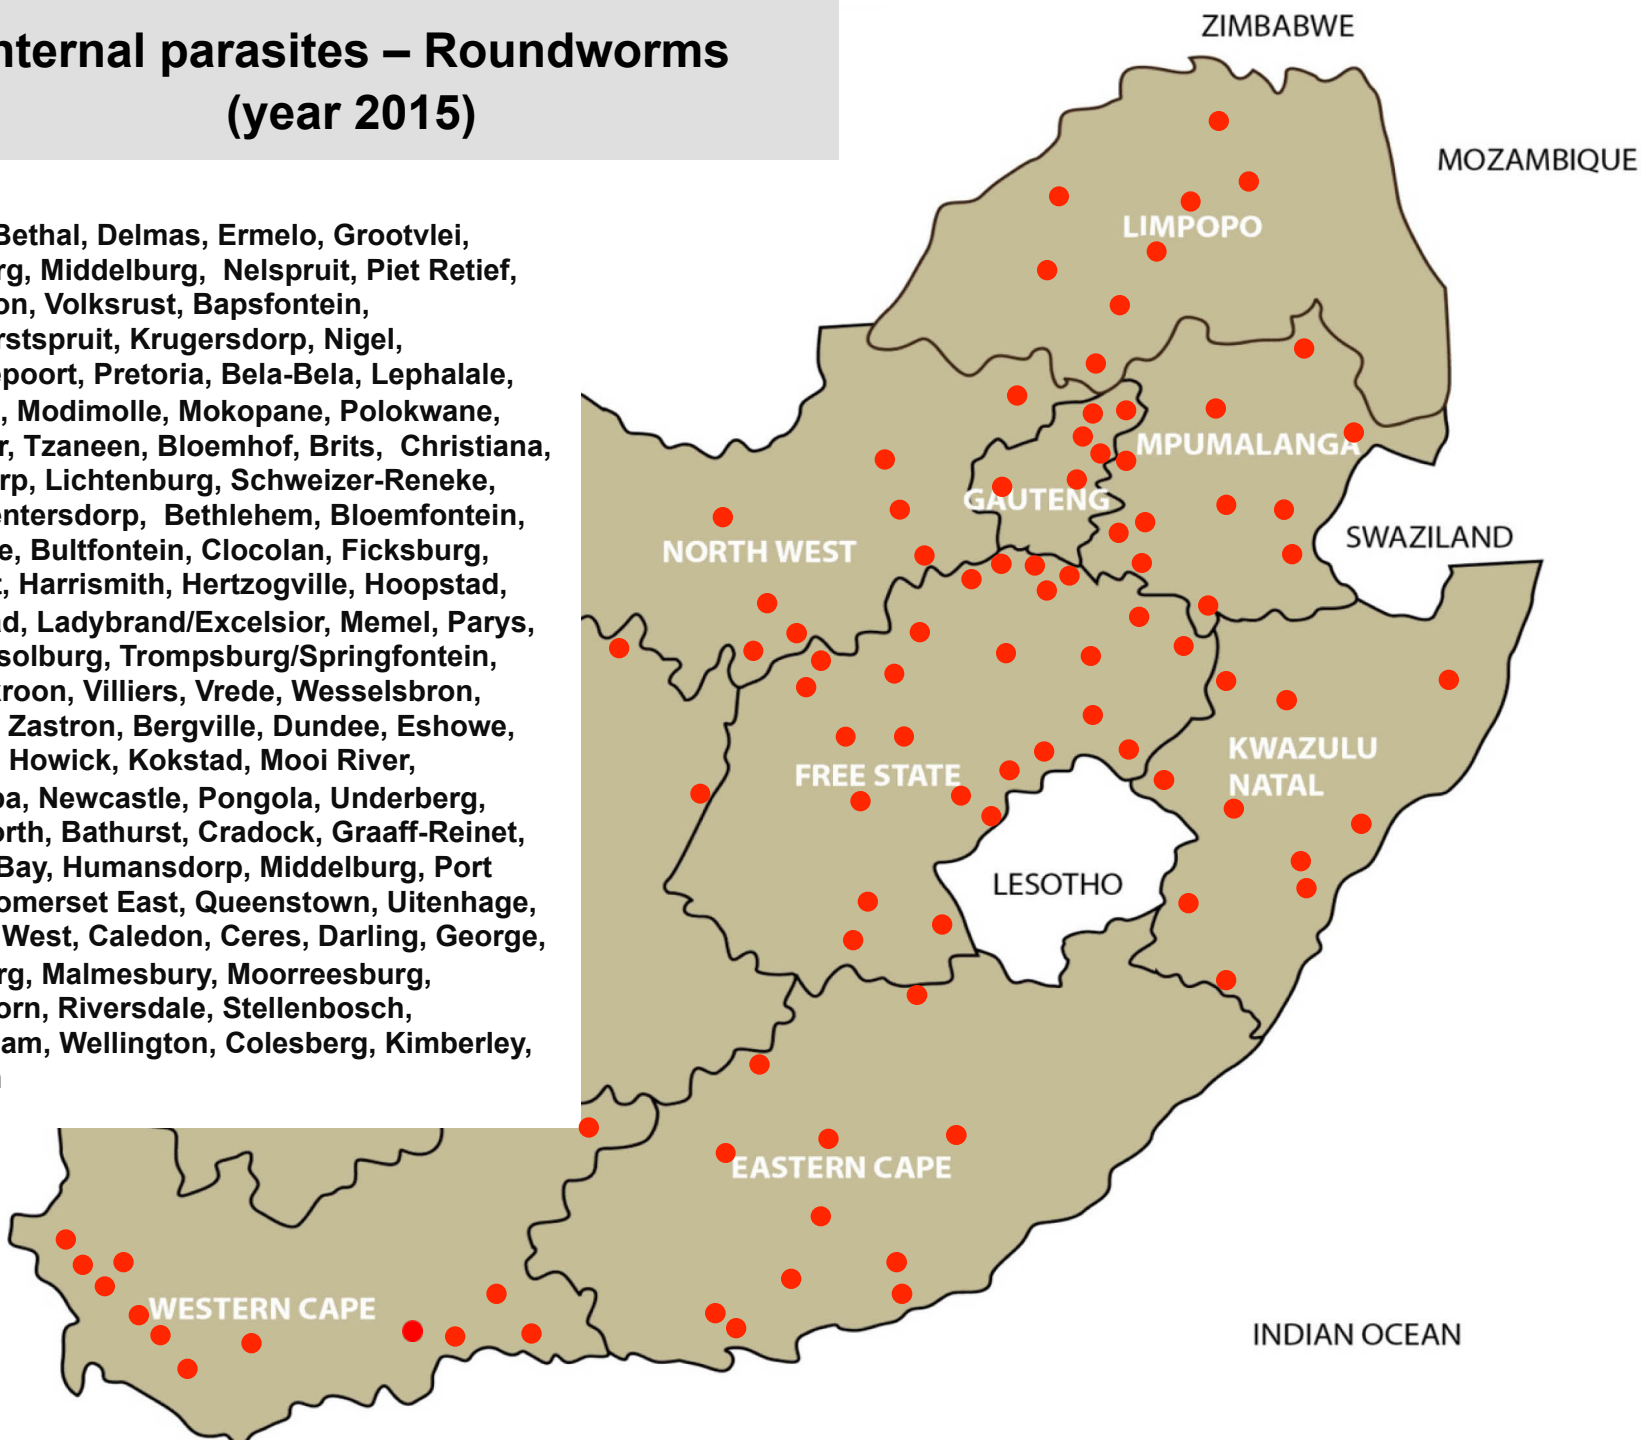 nternal parasites – Roundworms
(year 2015)
Bethal, Delmas, Ermelo, Grootvlei,
rg, Middelburg, Nelspruit, Piet Retief,
on, Volksrust, Bapsfontein,
rstspruit, Krugersdorp, Nigel,
epoort, Pretoria, Bela-Bela, Lephalale,
, Modimolle, Mokopane, Polokwane,
r, Tzaneen, Bloemhof, Brits, Christiana,
rp, Lichtenburg, Schweizer-Reneke,
entersdorp, Bethlehem, Bloemfontein,
e, Bultfontein, Clocolan, Ficksburg,
t, Harrismith, Hertzogville, Hoopstad,
ad, Ladybrand/Excelsior, Memel, Parys,
solburg, Trompsburg/Springfontein,
kroon, Villiers, Vrede, Wesselsbron,
Zastron, Bergville, Dundee, Eshowe,
Howick, Kokstad, Mooi River,
ba, Newcastle, Pongola, Underberg,
orth, Bathurst, Cradock, Graaff-Reinet,
Bay, Humansdorp, Middelburg, Port
omerset East, Queenstown, Uitenhage,
West, Caledon, Ceres, Darling, George,
rg, Malmesbury, Moorreesburg,
orn, Riversdale, Stellenbosch,
am, Wellington, Colesberg, Kimberley,
ZIMBABWE
MOZAMBIQUE
LIMPOPO
MPUMALANGA
GAUTENG
SWAZILAND
NORTH WEST
KWAZULU
NATAL
FREE STATE
LESOTHO
EASTERN CAPE
WESTERN CAPE
INDIAN OCEAN